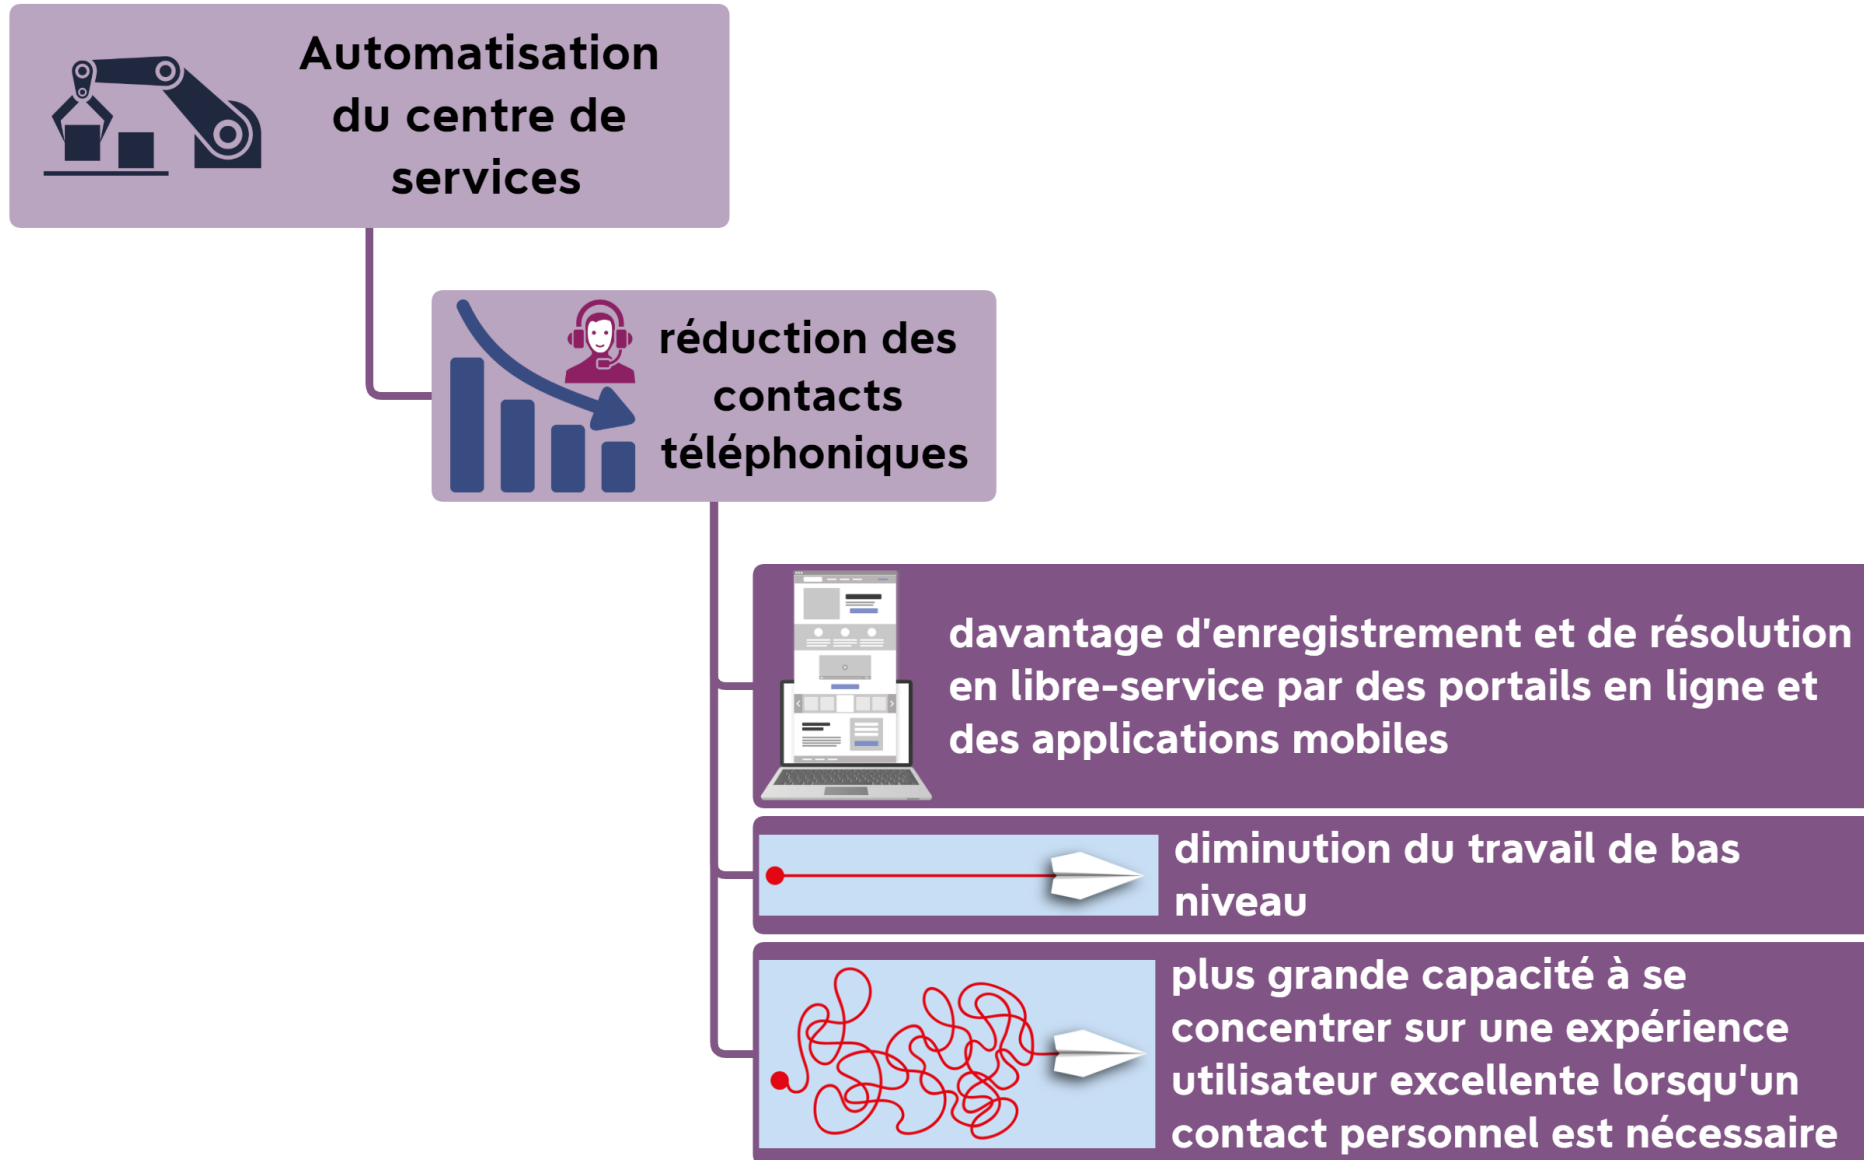 Automatisation
du centre de
services
réduction des
contacts
téléphoniques
davantage d'enregistrement et de résolution
en libre-service par des portails en ligne et
des applications mobiles
diminution du travail de bas
niveau
plus grande capacité à se
concentrer sur une expérience
utilisateur excellente lorsqu'un
contact personnel est nécessaire